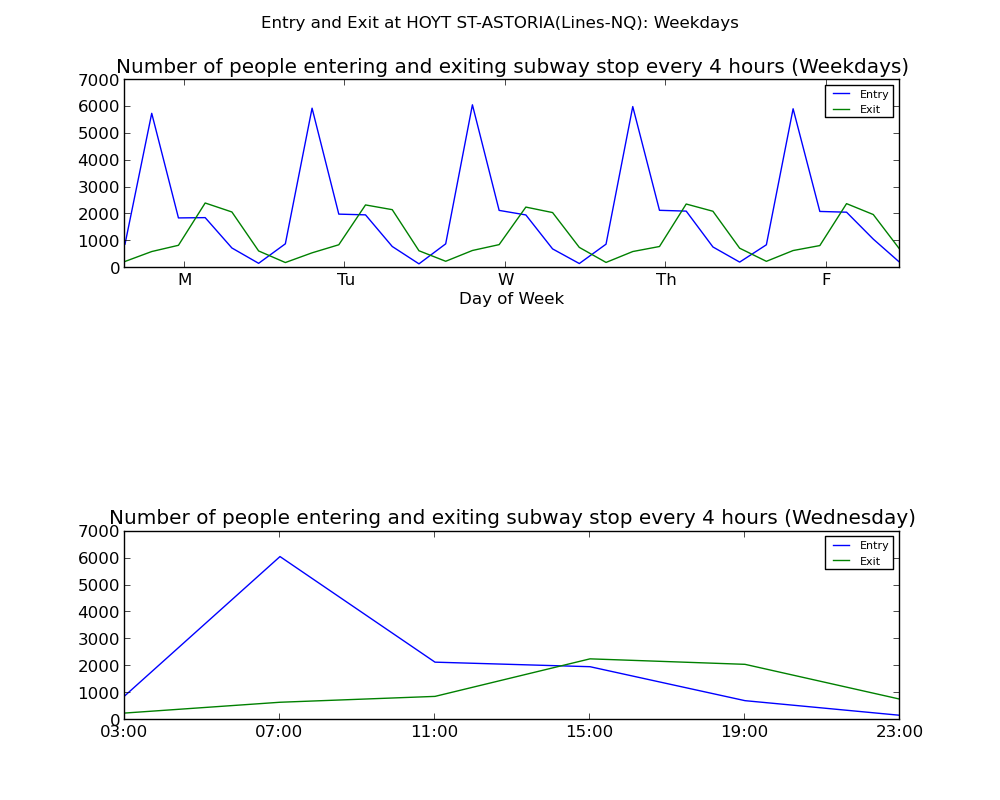 Entry and Exit at HOYT ST-ASTORIA(Lines-NQ): Weekdays
Number of people entering and exiting subway stop every 4 hours (Weekdays)
7000
6000
5000
4000
3000
2000
1000
0
Entry
Exit
M Tu W Th F
Day of Week
Number of people entering and exiting subway stop every 4 hours (Wednesday)
7000
6000
5000
4000
3000
2000
1000
0
Entry
Exit
03:00 07:00 11:00 15:00 19:00 23:00